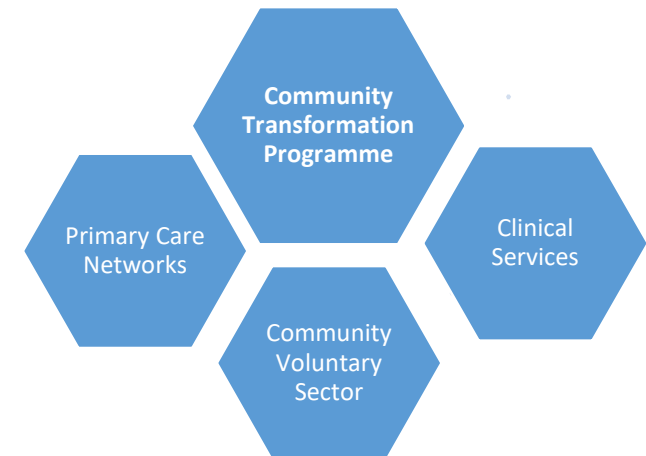 Community
Transformation
Programme
Primary Care
Networks
Clinical
Services
Community
Voluntary
Sector